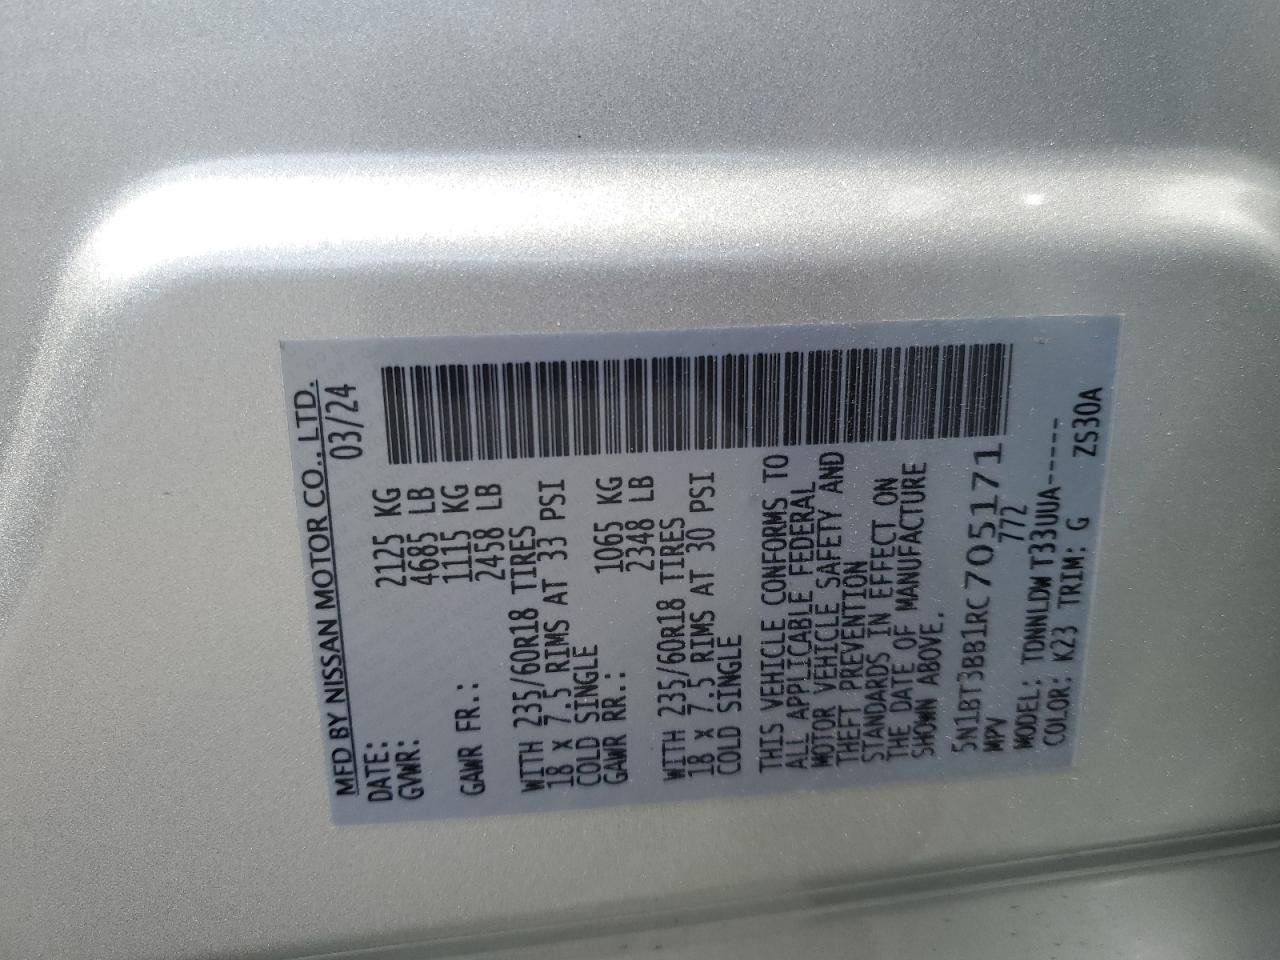 MFD BY NISSAN MOTOR CO., LTD.
DATE: 03/24
GVWR: 2125 KG
4685 LB
GAWR FR.: 1115 KG
2458 LB
WITH 235/60R18 TIRES
18 X 7.5 RIMS AT 33 PSI
COLD SINGLE
GAWR RR.: 1065 KG
2348 LB
WITH 235/60R18 TIRES
18 X 7.5 RIMS AT 30 PSI
COLD SINGLE
THIS VEHICLE CONFORMS TO
ALL APPLICABLE FEDERAL
MOTOR VEHICLE SAFETY AND
THEFT PREVENTION
STANDARDS IN EFFECT ON
THE DATE OF MANUFACTURE
SHOWN ABOVE.
5N1BT3BB1RC705171
MPV 772
MODEL: TDNNLDWT33UUA-----
COLOR: K23 TRIM: G ZS30A